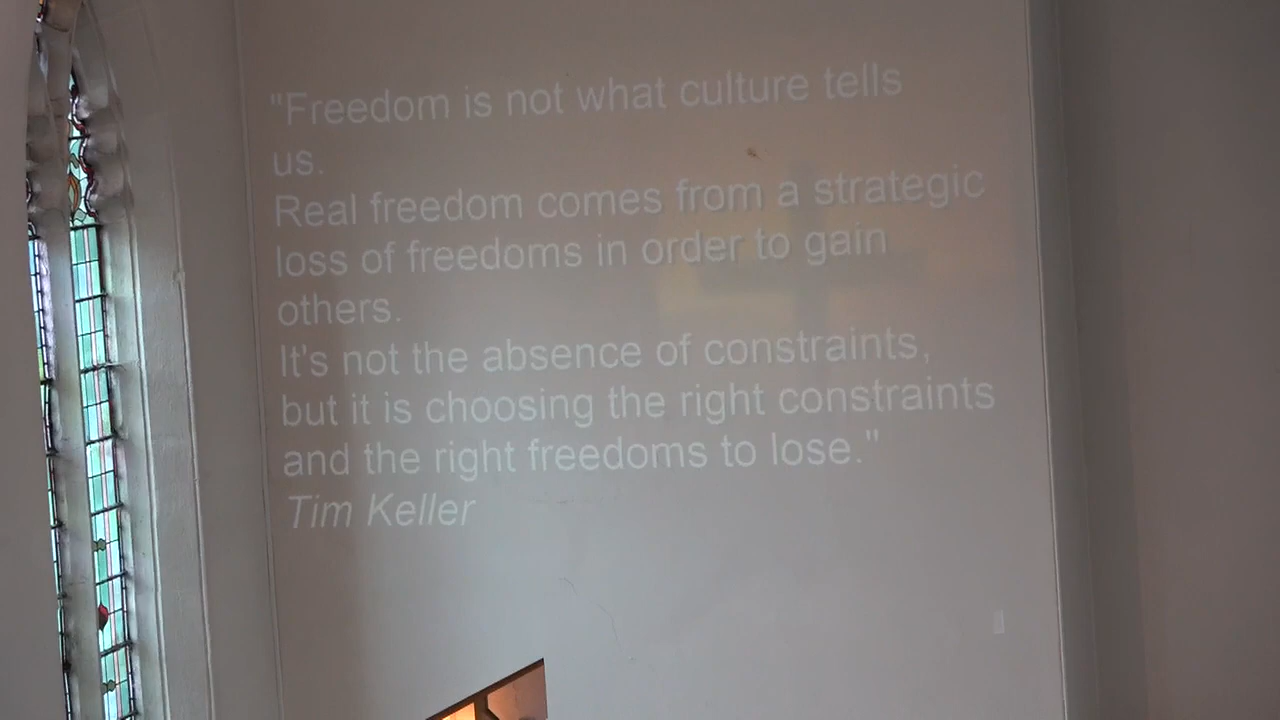 "Freedom is not what culture tells
us.
Real freedom comes from a strategic
loss of freedoms in order to gain
others.
It's not the absence of constraints,
but it is choosing the right constraints
and the right freedoms to lose."
Tim Keller